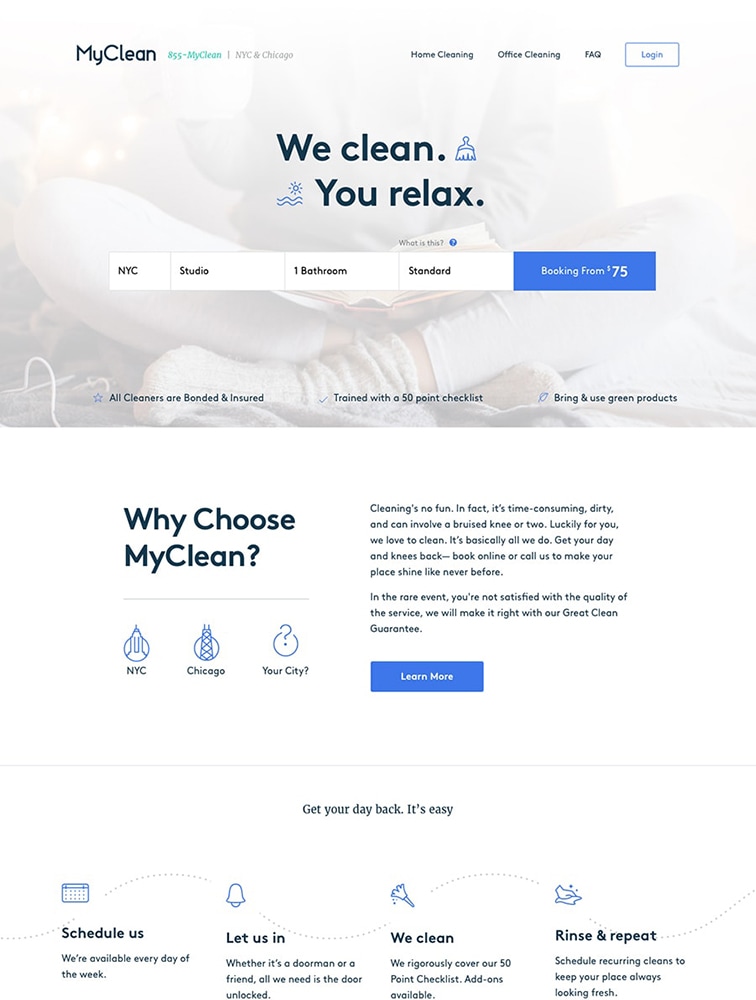 MyClean 855-MyClean | NYC & Chicago Home Cleaning Office Cleaning FAQ Login
We clean.
You relax.
What is this? ?
NYC Studio 1 Bathroom Standard Booking From $75
All Cleaners are Bonded & Insured Trained with a 50 point checklist Bring & use green products
Why Choose
MyClean?
NYC Chicago Your City?
Cleaning's no fun. In fact, it's time-consuming, dirty,
and can involve a bruised knee or two. Luckily for you,
we love to clean. It's basically all we do. Get your day
and knees back— book online or call us to make your
place shine like never before.
In the rare event, you're not satisfied with the quality of
the service, we will make it right with our Great Clean
Guarantee.
Learn More
Get your day back. It's easy
Schedule us
We're available every day of
the week.
Let us in
Whether it's a doorman or a
friend, all we need is the door
unlocked.
We clean
We rigorously cover our 50
Point Checklist. Add-ons
available.
Rinse & repeat
Schedule recurring cleans to
keep your place always
looking fresh.